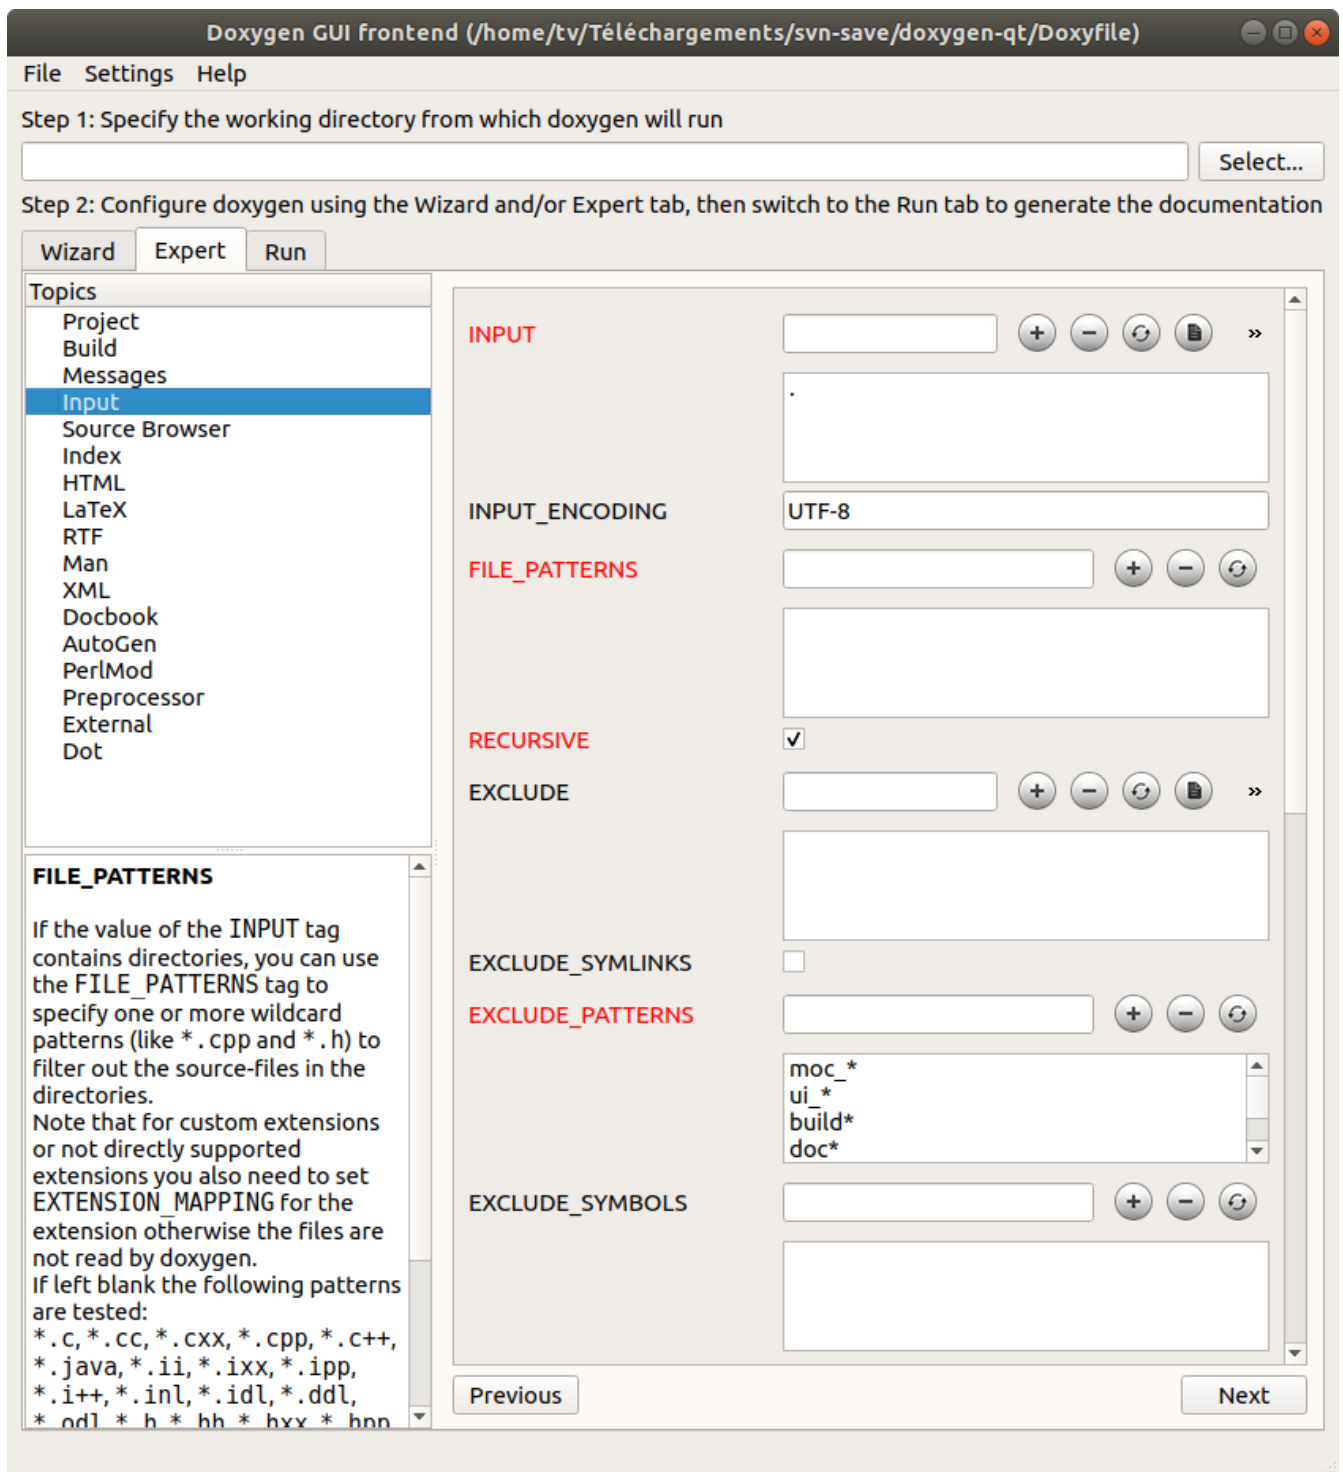 Doxygen GUI frontend (/home/tv/Téléchargements/svn-save/doxygen-qt/Doxyfile)
File Settings Help
Step 1: Specify the working directory from which doxygen will run
Select...
Step 2: Configure doxygen using the Wizard and/or Expert tab, then switch to the Run tab to generate the documentation
Wizard Expert Run
Topics
Project
Build
Messages
Input
Source Browser
Index
HTML
LaTeX
RTF
Man
XML
Docbook
AutoGen
PerlMod
Preprocessor
External
Dot
FILE_PATTERNS
If the value of the INPUT tag
contains directories, you can use
the FILE_PATTERNS tag to
specify one or more wildcard
patterns (like *.cpp and *.h) to
filter out the source-files in the
directories.
Note that for custom extensions
or not directly supported
extensions you also need to set
EXTENSION_MAPPING for the
extension otherwise the files are
not read by doxygen.
If left blank the following patterns
are tested:
*.c, *.cc, *.cxx, *.cpp, *.c++,
*.java, *.ii, *.ixx, *.ipp,
*.i++, *.inl, *.idl, *.ddl,
*.odl, *.h, *.hh, *.hxx, *.hpp
INPUT
»
.
INPUT_ENCODING
UTF-8
FILE_PATTERNS
RECURSIVE
EXCLUDE
»
EXCLUDE_SYMLINKS
EXCLUDE_PATTERNS
moc_*
ui_*
build*
doc*
EXCLUDE_SYMBOLS
Previous
Next